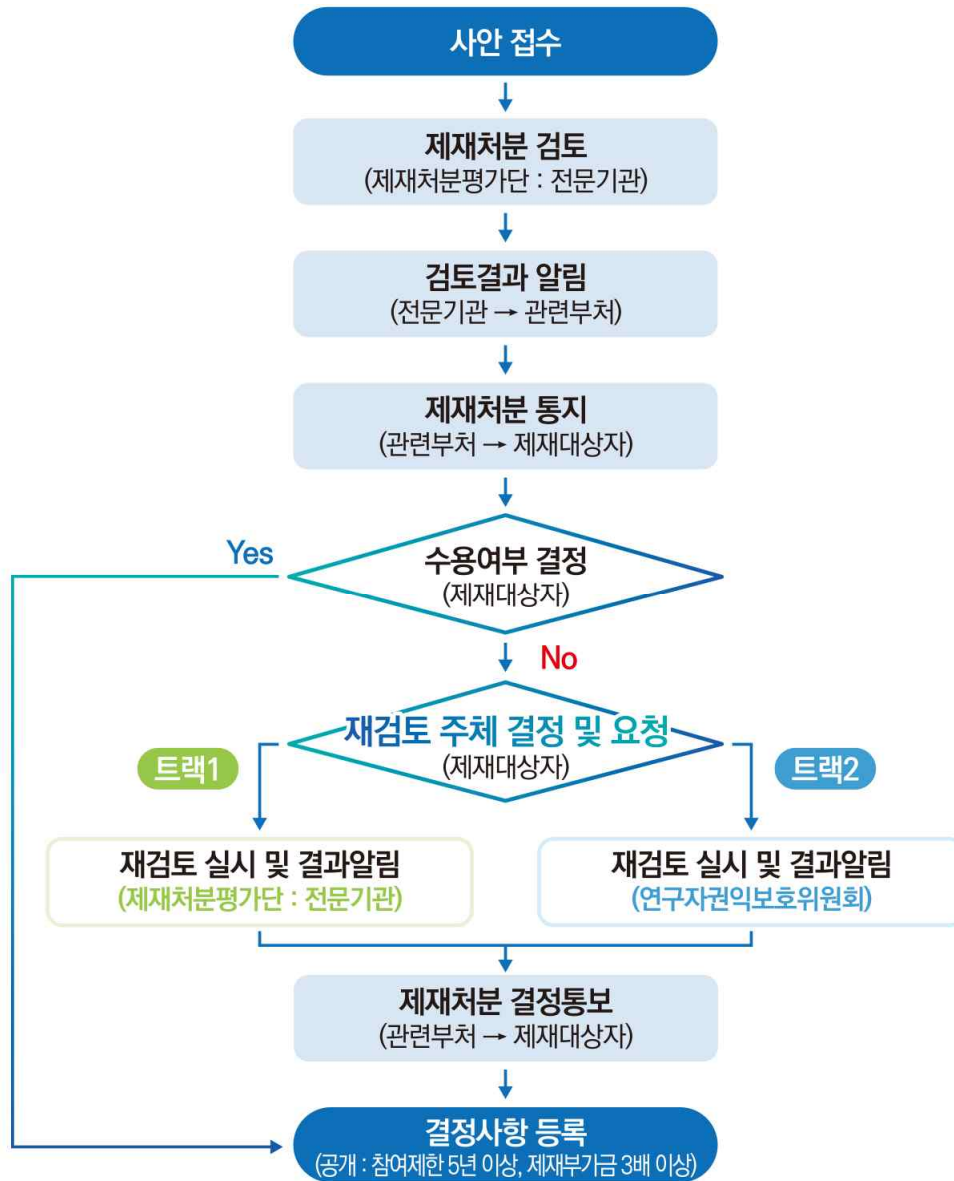 사안 접수
제재처분 검토
(제재처분평가단 : 전문기관)
검토결과 알림
(전문기관 → 관련부처)
제재처분 통지
(관련부처 → 제재대상자)
Yes
수용여부 결정
(제재대상자)
No
재검토 주체 결정 및 요청
(제재대상자)
트랙1
트랙2
재검토 실시 및 결과알림
(제재처분평가단 : 전문기관)
재검토 실시 및 결과알림
(연구자권익보호위원회)
제재처분 결정통보
(관련부처 → 제재대상자)
결정사항 등록
(공개 : 참여제한 5년 이상, 제재부가금 3배 이상)